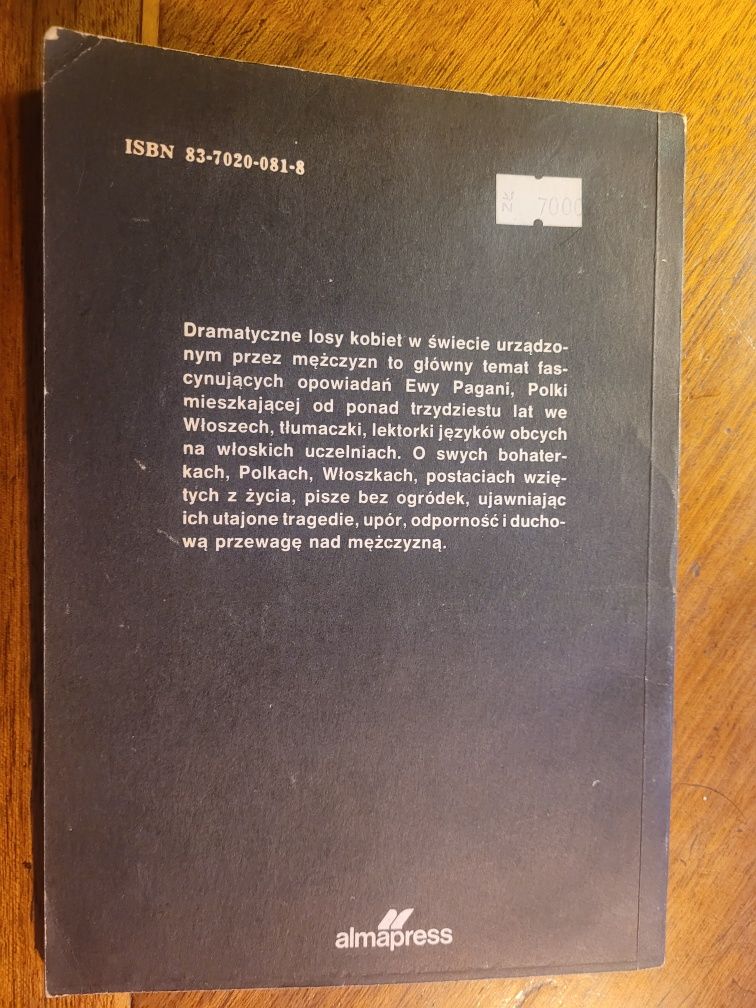 ISBN 83-7020-081-8
zł 7000
Dramatyczne losy kobiet w świecie urządzo-
nym przez mężczyzn to główny temat fas-
cynujących opowiadań Ewy Pagani, Polki
mieszkającej od ponad trzydziestu lat we
Włoszech, tłumaczki, lektorki języków obcych
na włoskich uczelniach. O swych bohater-
kach, Polkach, Włoszkach, postaciach wzię-
tych z życia, pisze bez ogródek, ujawniając
ich utajone tragedie, upór, odporność i ducho-
wą przewagę nad mężczyzną.
almapress